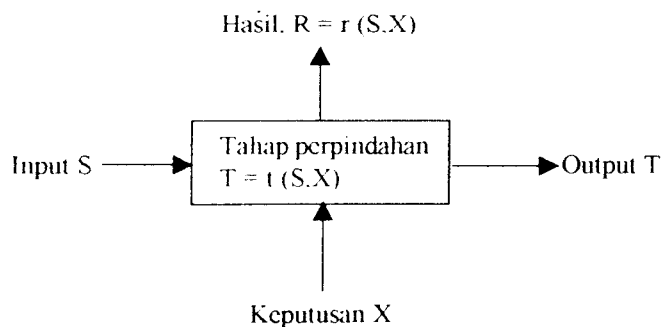 Hasil. R = r (S.X)
Tahap perpindahan
T = t (S.X)
Input S
Output T
Keputusan X